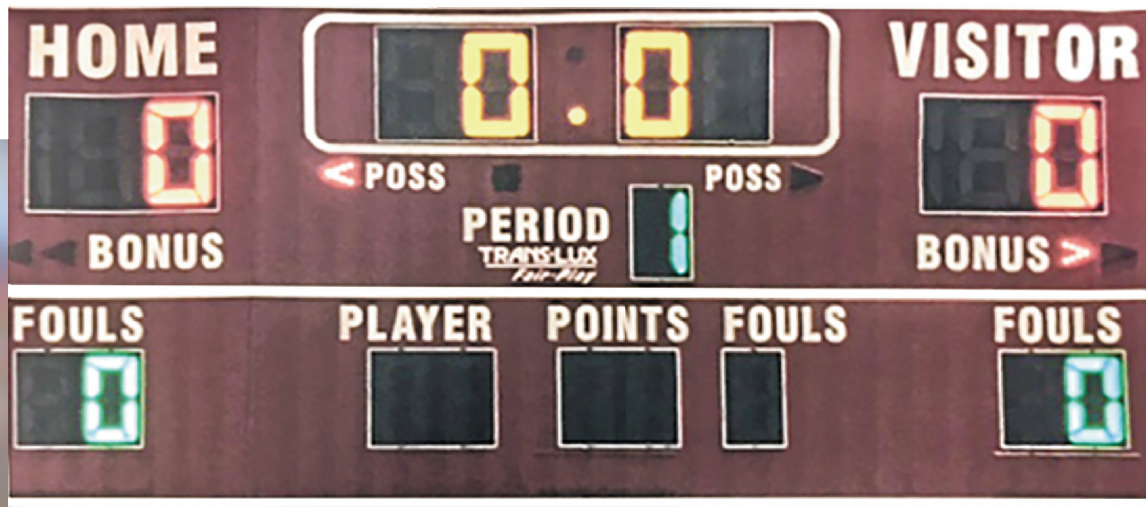 HOME 0.0 VISITOR
0 0
< POSS POSS
PERIOD 1
TRANS-LUX
Fair-Play
BONUS BONUS >
FOULS PLAYER POINTS FOULS FOULS
0 0